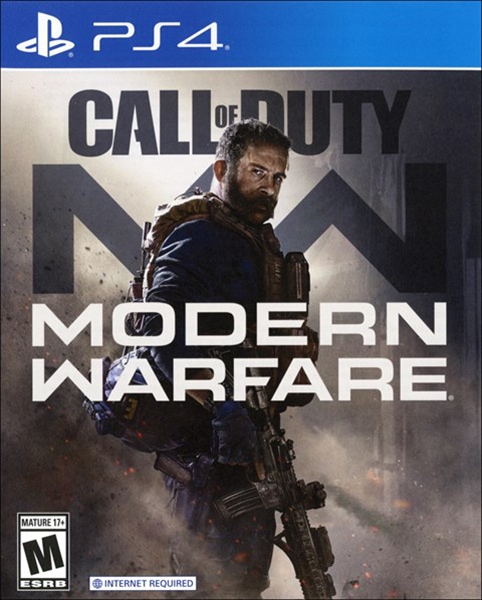 PS4
CALL OF DUTY
MW
MODERN
WARFARE
MATURE 17+
M
ESRB
INTERNET REQUIRED